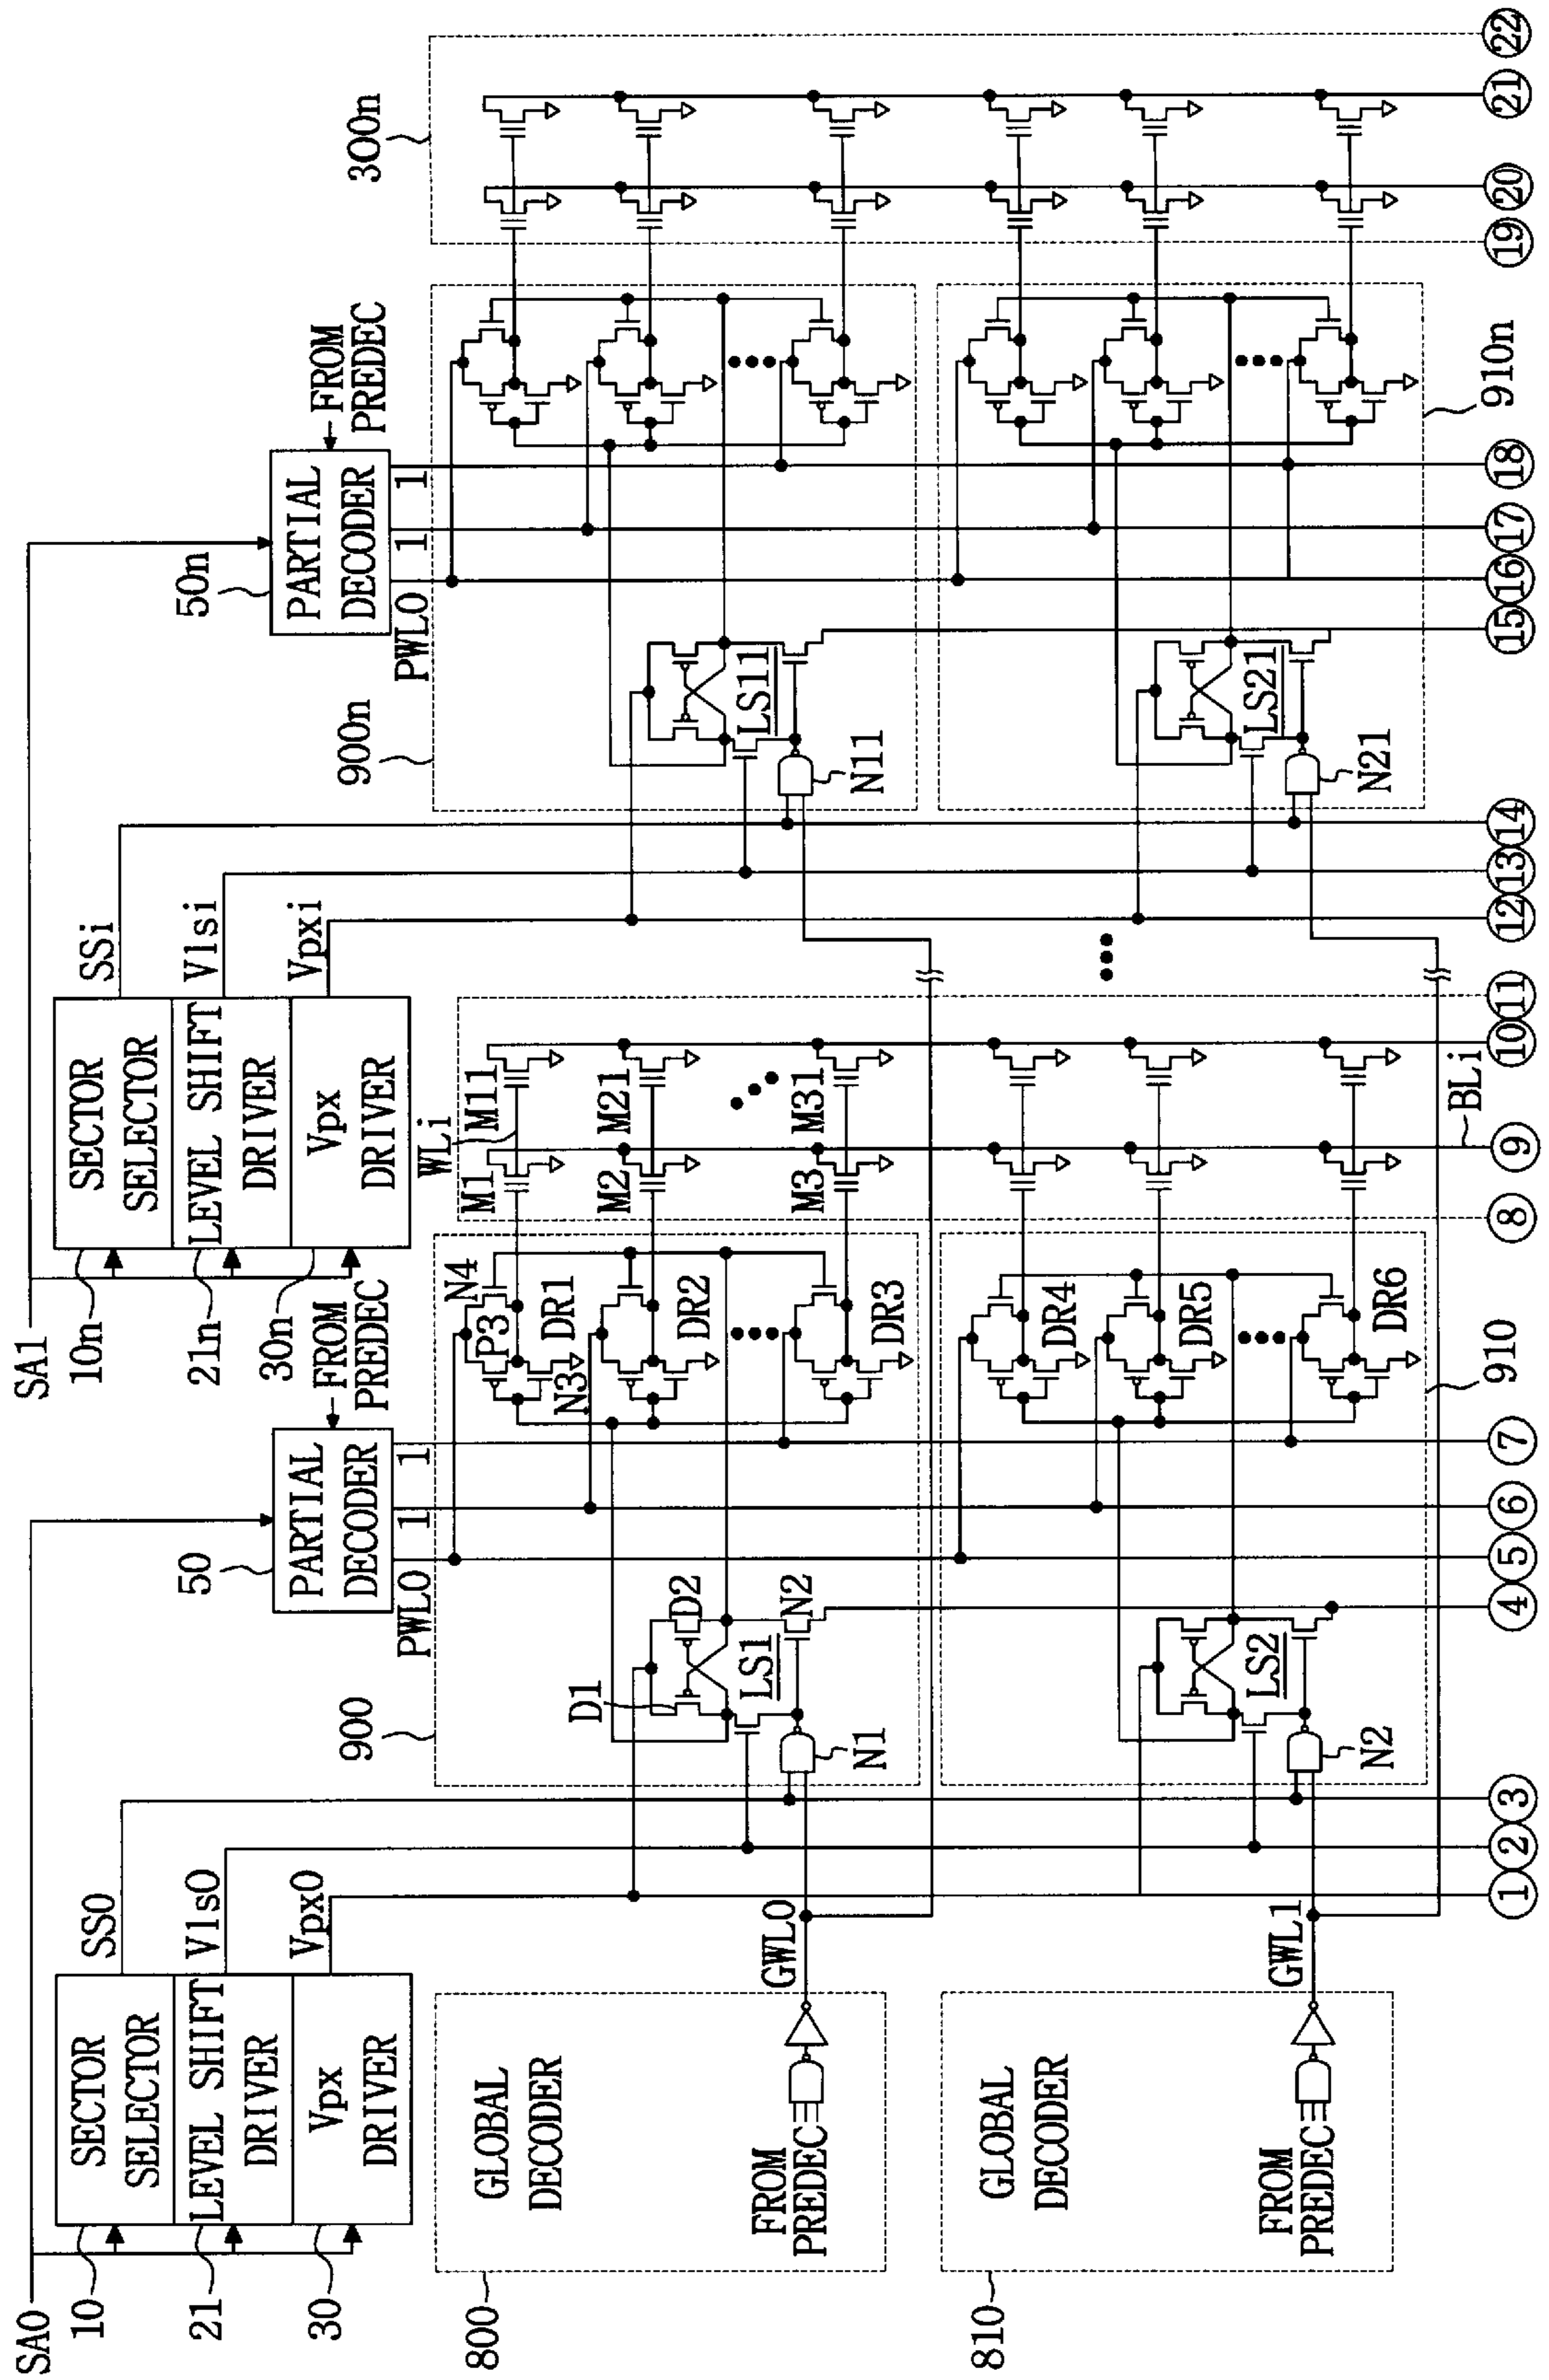 SA0
10
21
30
SECTOR
SELECTOR
LEVEL SHIFT
DRIVER
Vpx
DRIVER
SS0
Vls0
Vpx0
50
PARTIAL
DECODER
FROM
PREDEC
PWL0
1
1
SA1
10n
21n
30n
SECTOR
SELECTOR
LEVEL SHIFT
DRIVER
Vpx
DRIVER
SSi
Vlsi
Vpxi
50n
PARTIAL
DECODER
FROM
PREDEC
PWL0
1
1
800
GLOBAL
DECODER
FROM
PREDEC
GWL0
900
D1
D2
LS1
N1
N2
P3
N4
N3
DR1
DR2
DR3
WLi
M1
M11
M2
M21
M3
M31
900n
LS11
N11
300n
810
GLOBAL
DECODER
FROM
PREDEC
GWL1
LS2
N2
DR4
DR5
DR6
910
BLi
LS21
N21
910n
1
2
3
4
5
6
7
8
9
10
11
12
13
14
15
16
17
18
19
20
21
22